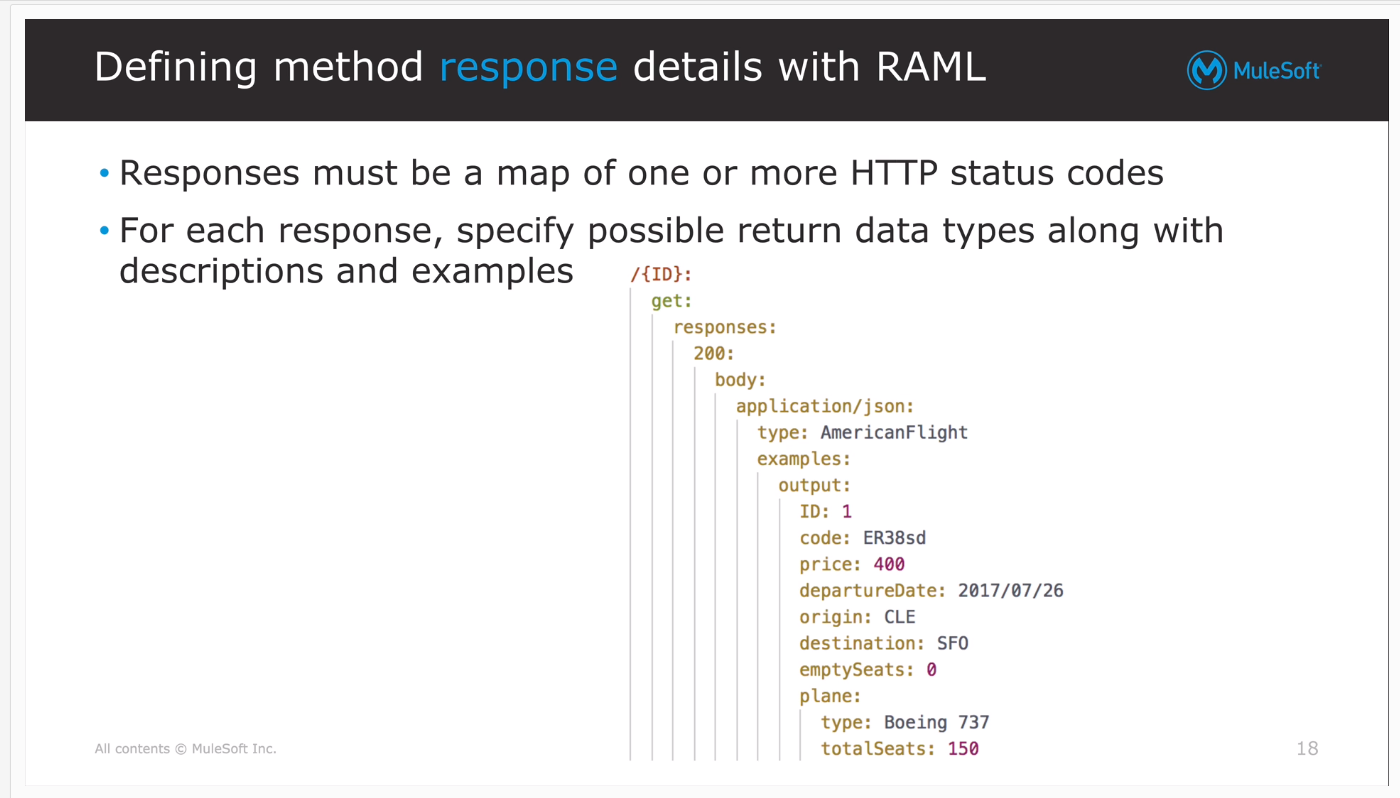 Defining method response details with RAML
MuleSoft
• Responses must be a map of one or more HTTP status codes
• For each response, specify possible return data types along with
descriptions and examples
/{ID}:
get:
responses:
200:
body:
application/json:
type: AmericanFlight
examples:
output:
ID: 1
code: ER38sd
price: 400
departureDate: 2017/07/26
origin: CLE
destination: SFO
emptySeats: 0
plane:
type: Boeing 737
totalSeats: 150
All contents © MuleSoft Inc.
18